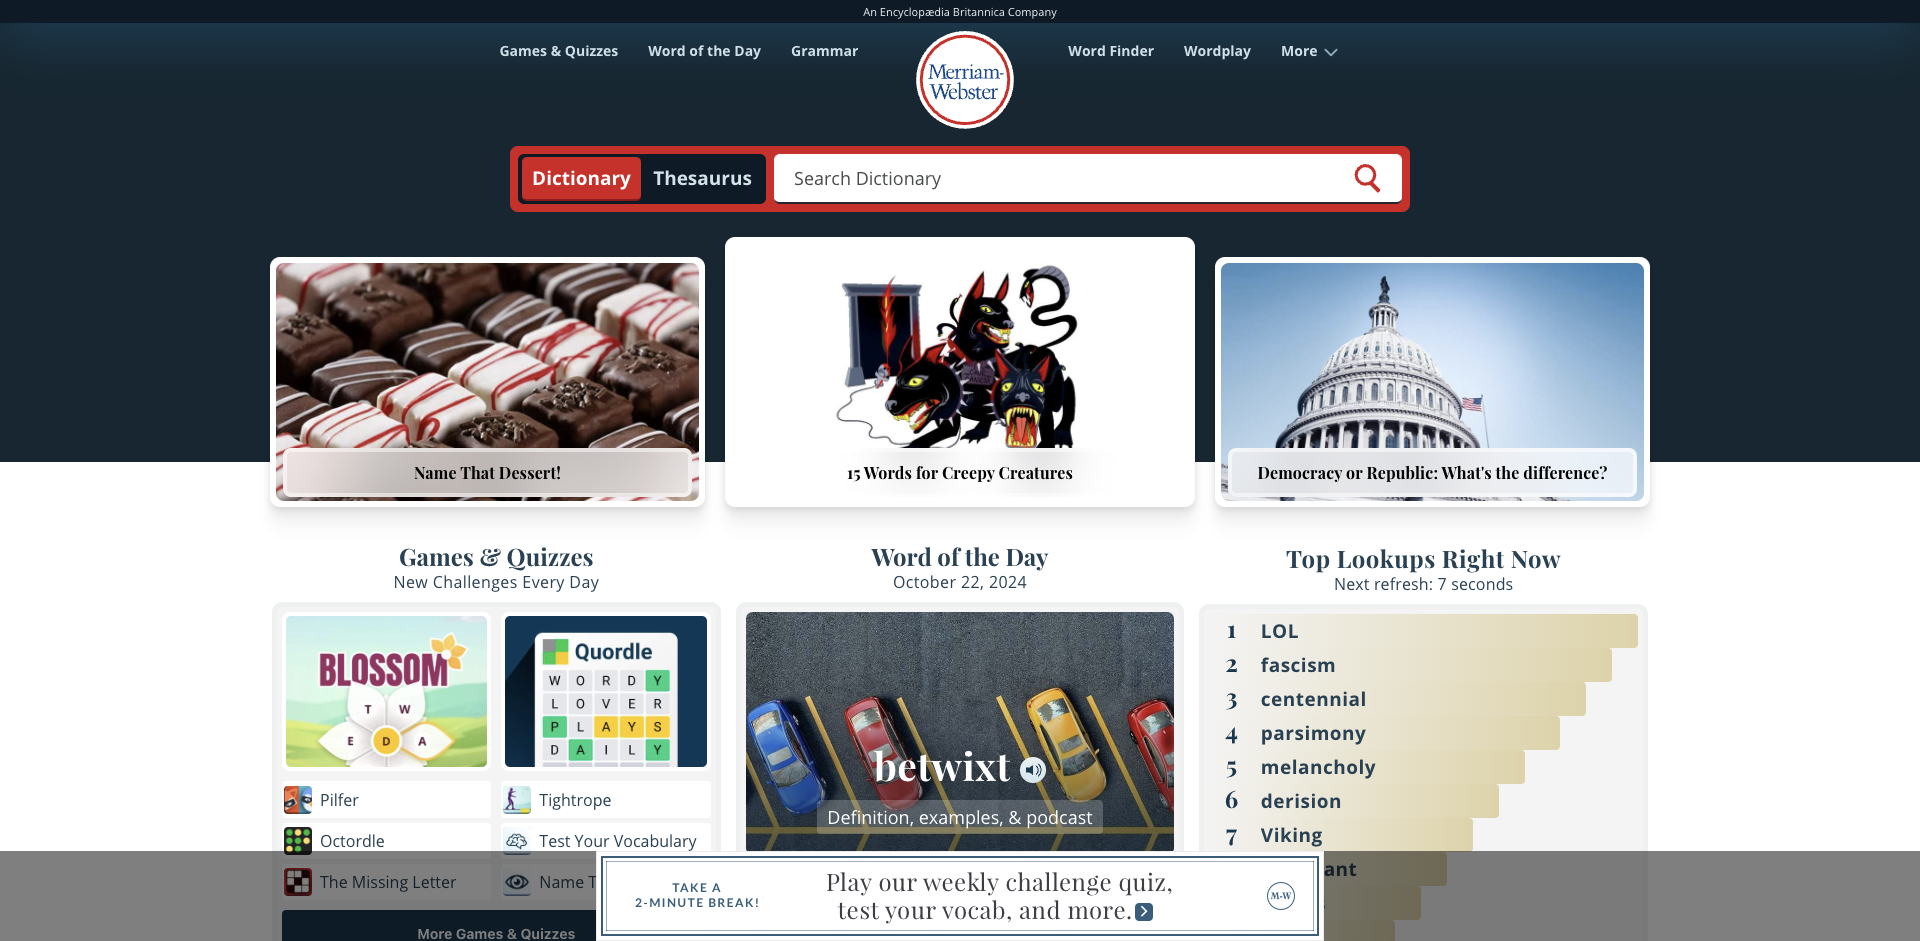 An Encyclopædia Britannica Company
Games & Quizzes
Word of the Day
Grammar
Merriam-
Webster
Word Finder
Wordplay
More
Dictionary
Thesaurus
Search Dictionary
Name That Dessert!
15 Words for Creepy Creatures
Democracy or Republic: What's the difference?
Games & Quizzes
New Challenges Every Day
BLOSSOM
T W
E D A
Quordle
W O R D Y
L O V E R
P L A Y S
D A I L Y
Pilfer
Tightrope
Octordle
Test Your Vocabulary
The Missing Letter
Name T
More Games & Quizzes
Word of the Day
October 22, 2024
betwixt
Definition, examples, & podcast
Top Lookups Right Now
Next refresh: 7 seconds
1 LOL
2 fascism
3 centennial
4 parsimony
5 melancholy
6 derision
7 Viking
ant
TAKE A
2-MINUTE BREAK!
Play our weekly challenge quiz,
test your vocab, and more.
M-W